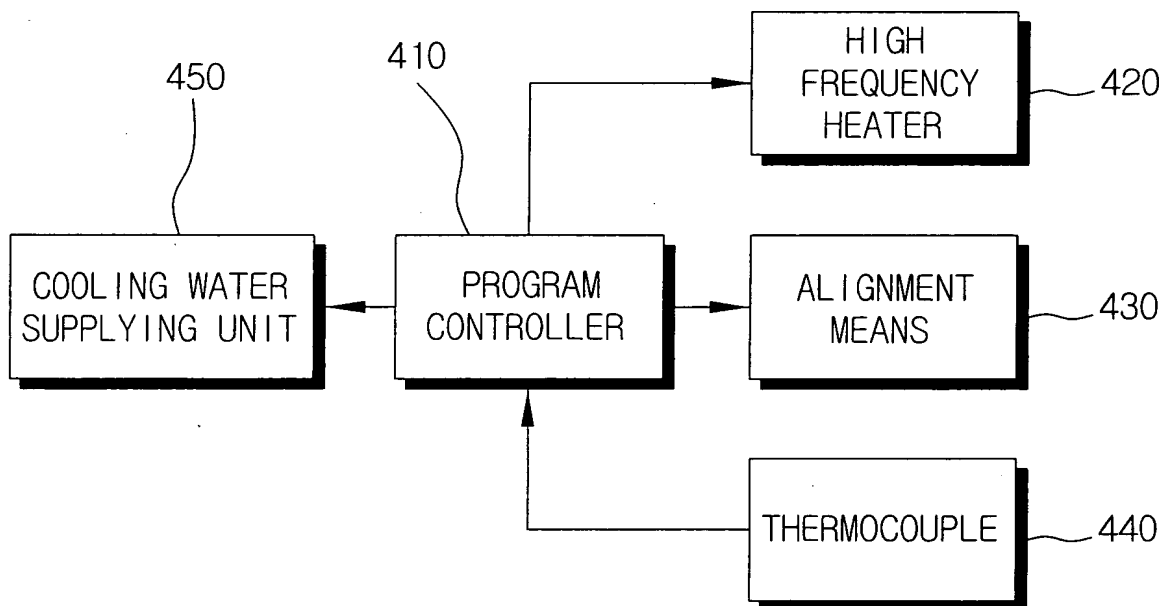 HIGH
FREQUENCY
HEATER
420
450
410
COOLING WATER
SUPPLYING UNIT
PROGRAM
CONTROLLER
ALIGNMENT
MEANS
430
THERMOCOUPLE
440